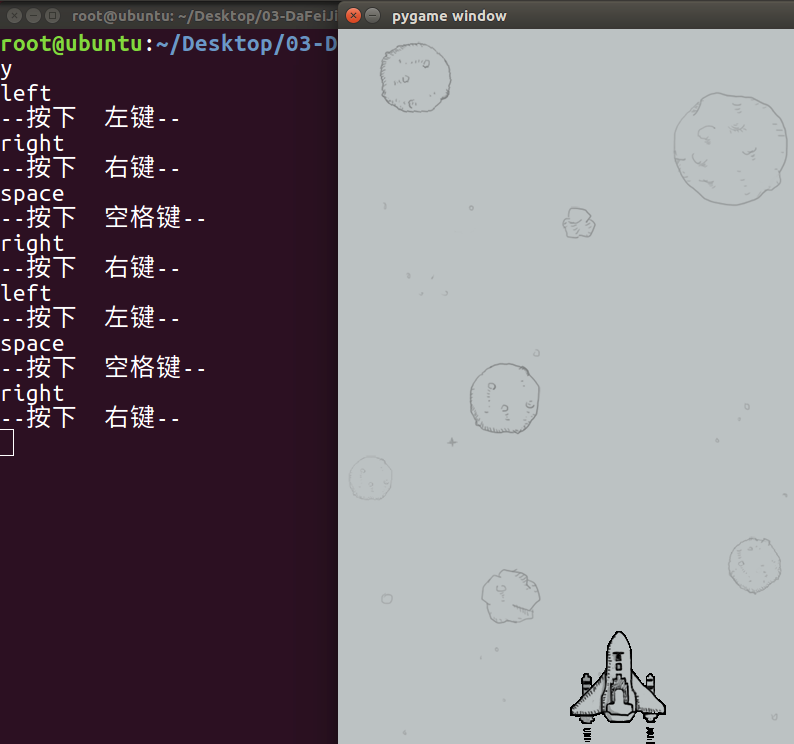 root@ubuntu: ~/Desktop/03-DaFeiJi
pygame window
root@ubuntu:~/Desktop/03-D
y
left
--按下  左键--
right
--按下  右键--
space
--按下  空格键--
right
--按下  右键--
left
--按下  左键--
space
--按下  空格键--
right
--按下  右键--